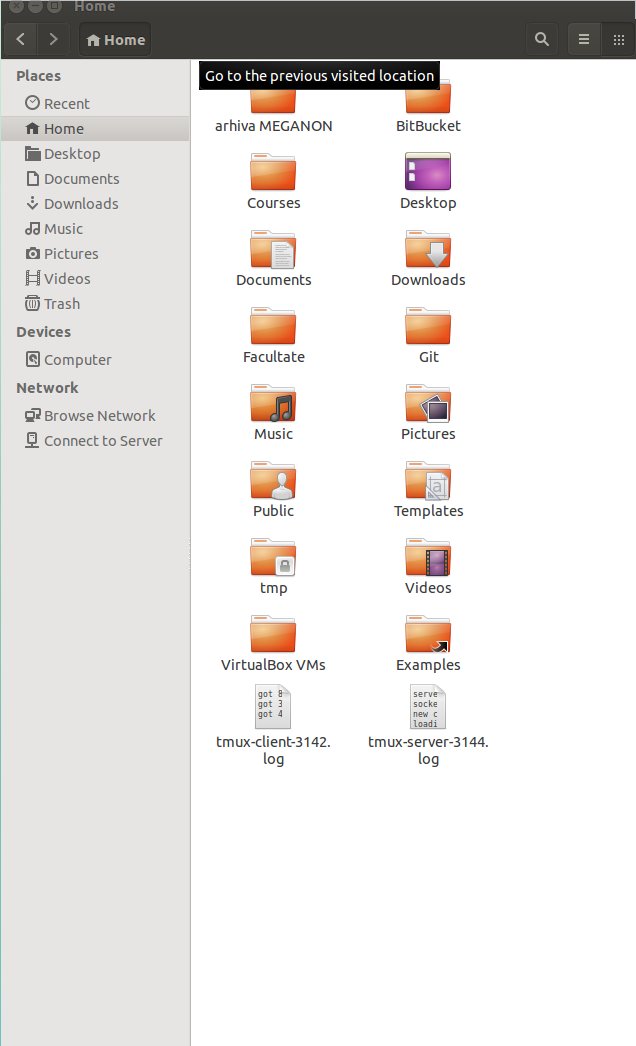 Home
Home
Go to the previous visited location
Places
Recent
Home
Desktop
Documents
Downloads
Music
Pictures
Videos
Trash
Devices
Computer
Network
Browse Network
Connect to Server
arhiva MEGANON
BitBucket
Courses
Desktop
Documents
Downloads
Facultate
Git
Music
Pictures
Public
a
Templates
tmp
Videos
VirtualBox VMs
Examples
got 8
got 3
got 4
tmux-client-3142.
log
serve
socke
new c
loadi
tmux-server-3144.
log